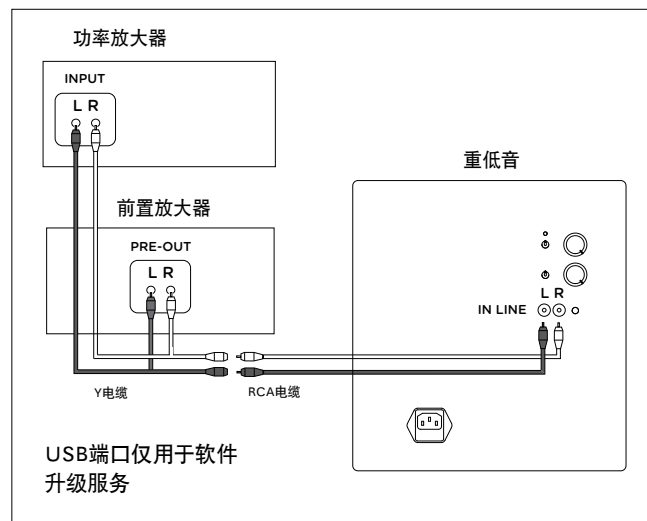 功率放大器
INPUT
L R
前置放大器
PRE-OUT
L R
重低音
L R
IN LINE
Y电缆
RCA电缆
USB端口仅用于软件
升级服务